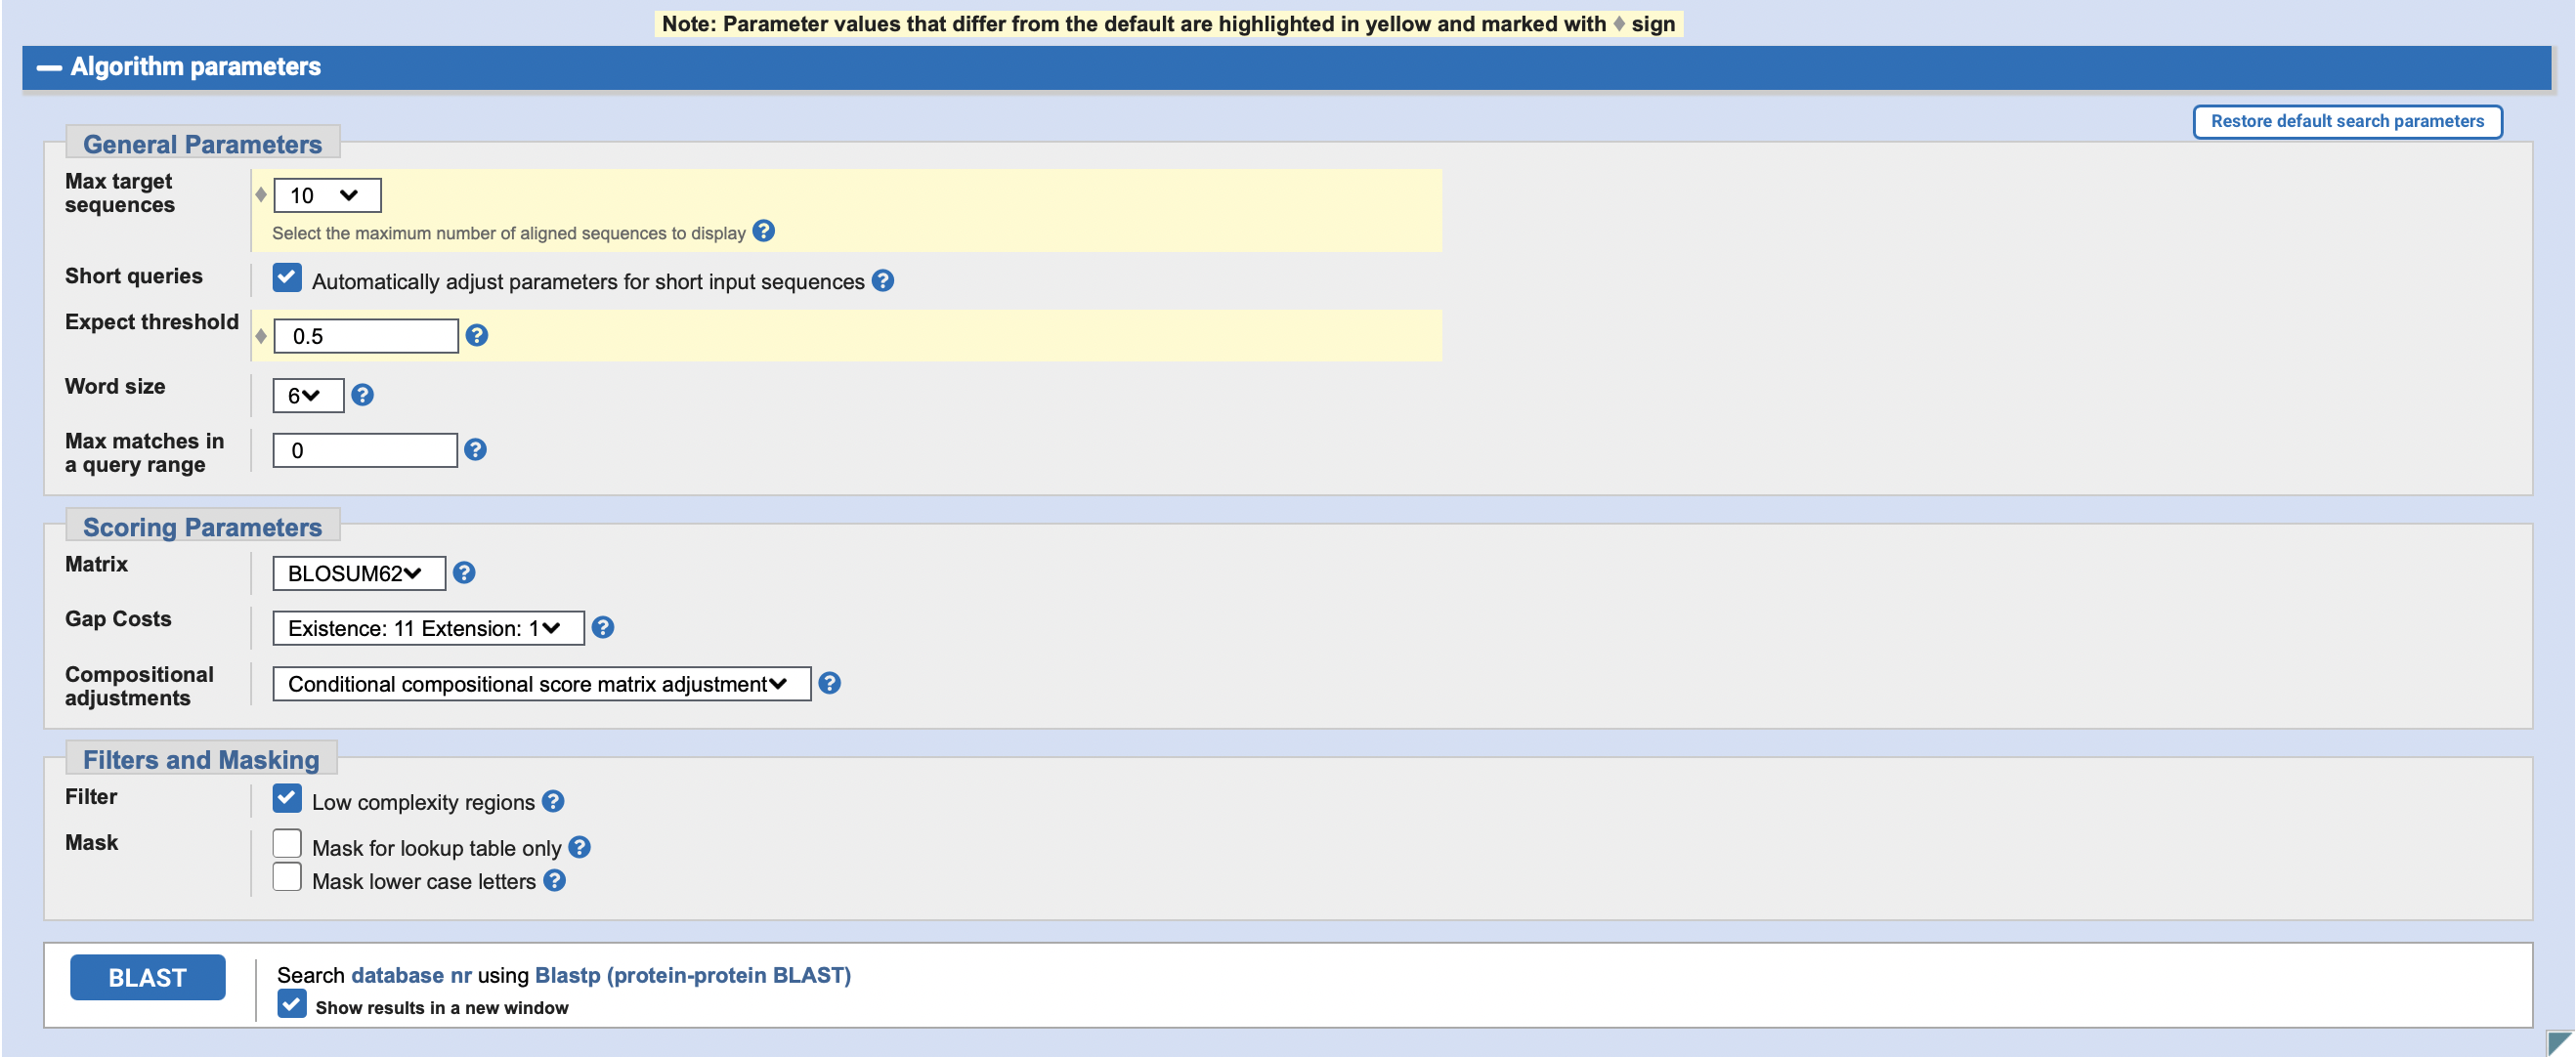 Note: Parameter values that differ from the default are highlighted in yellow and marked with ♦ sign
Algorithm parameters
Restore default search parameters
General Parameters
Max target
sequences
10
Select the maximum number of aligned sequences to display
Short queries
Automatically adjust parameters for short input sequences
Expect threshold
0.5
Word size
6
Max matches in
a query range
0
Scoring Parameters
Matrix
BLOSUM62
Gap Costs
Existence: 11 Extension: 1
Compositional
adjustments
Conditional compositional score matrix adjustment
Filters and Masking
Filter
Low complexity regions
Mask
Mask for lookup table only
Mask lower case letters
BLAST
Search database nr using Blastp (protein-protein BLAST)
Show results in a new window